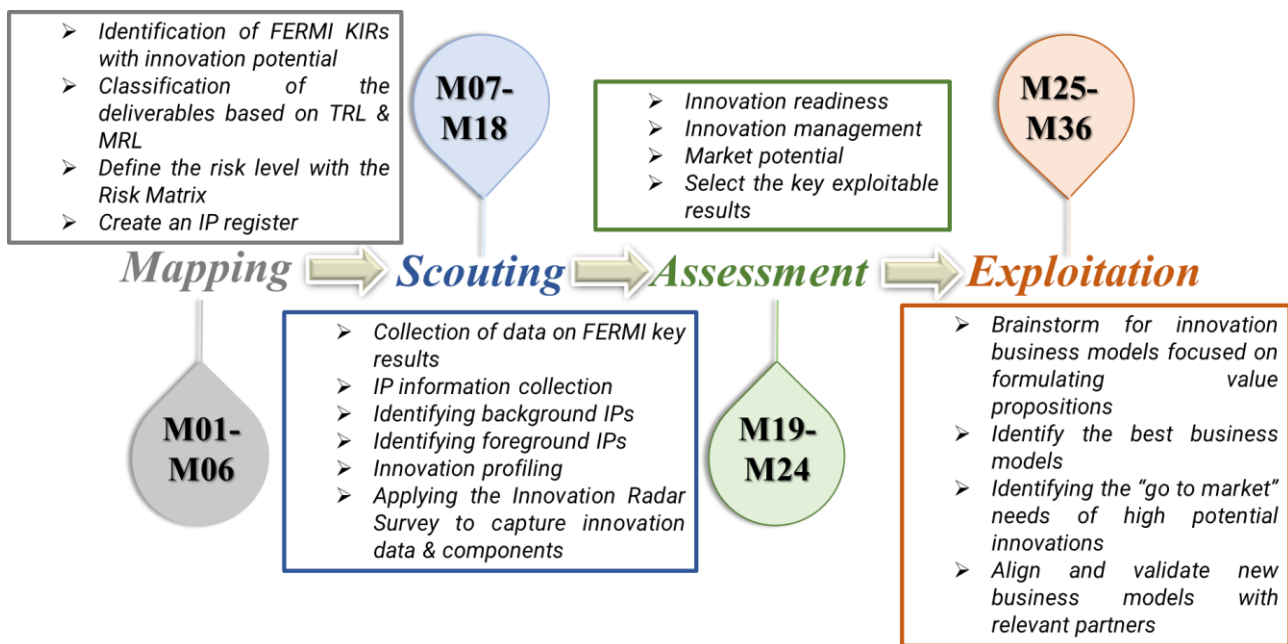 ➢ Identification of FERMI KIRs
with innovation potential
➢ Classification of the
deliverables based on TRL &
MRL
➢ Define the risk level with the
Risk Matrix
➢ Create an IP register
M07-
M18
➢ Innovation readiness
➢ Innovation management
➢ Market potential
➢ Select the key exploitable
results
M25-
M36
Mapping
Scouting
Assessment
Exploitation
M01-
M06
➢ Collection of data on FERMI key
results
➢ IP information collection
➢ Identifying background IPs
➢ Identifying foreground IPs
➢ Innovation profiling
➢ Applying the Innovation Radar
Survey to capture innovation
data & components
M19-
M24
➢ Brainstorm for innovation
business models focused on
formulating value
propositions
➢ Identify the best business
models
➢ Identifying the “go to market”
needs of high potential
innovations
➢ Align and validate new
business models with
relevant partners